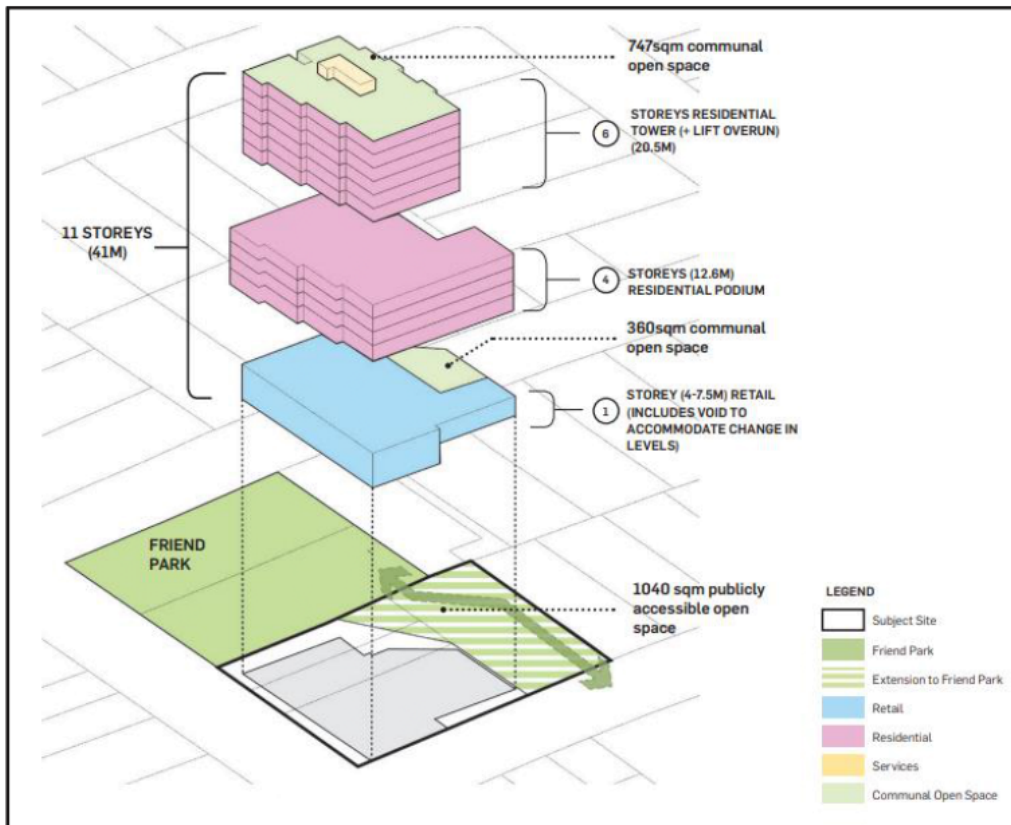 747sqm communal
open space
6
STOREYS RESIDENTIAL
TOWER (+ LIFT OVERUN)
(20.5M)
11 STOREYS
(41M)
4
STOREYS (12.6M)
RESIDENTIAL PODIUM
360sqm communal
open space
1
STOREY (4-7.5M) RETAIL
(INCLUDES VOID TO
ACCOMMODATE CHANGE IN
LEVELS)
FRIEND
PARK
1040 sqm publicly
accessible open
space
LEGEND
Subject Site
Friend Park
Extension to Friend Park
Retail
Residential
Services
Communal Open Space